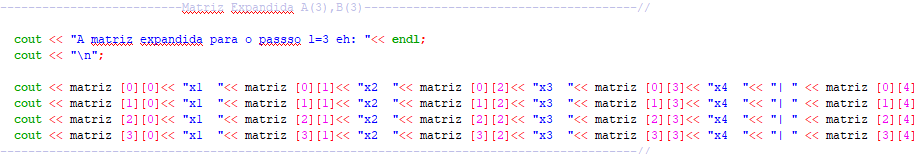 --------------------------Matriz Expandida A(3),B(3)---------------------------------------//
cout << "A matriz expandida para o passso l=3 eh: "<< endl;
cout << "\n";
cout << matriz [0][0]<< "x1  "<< matriz [0][1]<< "x2  "<< matriz [0][2]<< "x3  "<< matriz [0][3]<< "x4  "<< "| " << matriz [0][4]
cout << matriz [1][0]<< "x1  "<< matriz [1][1]<< "x2  "<< matriz [1][2]<< "x3  "<< matriz [1][3]<< "x4  "<< "| " << matriz [1][4]
cout << matriz [2][0]<< "x1  "<< matriz [2][1]<< "x2  "<< matriz [2][2]<< "x3  "<< matriz [2][3]<< "x4  "<< "| " << matriz [2][4]
cout << matriz [3][0]<< "x1  "<< matriz [3][1]<< "x2  "<< matriz [3][2]<< "x3  "<< matriz [3][3]<< "x4  "<< "| " << matriz [3][4]
-------------------------------------------------------------------------------------------//